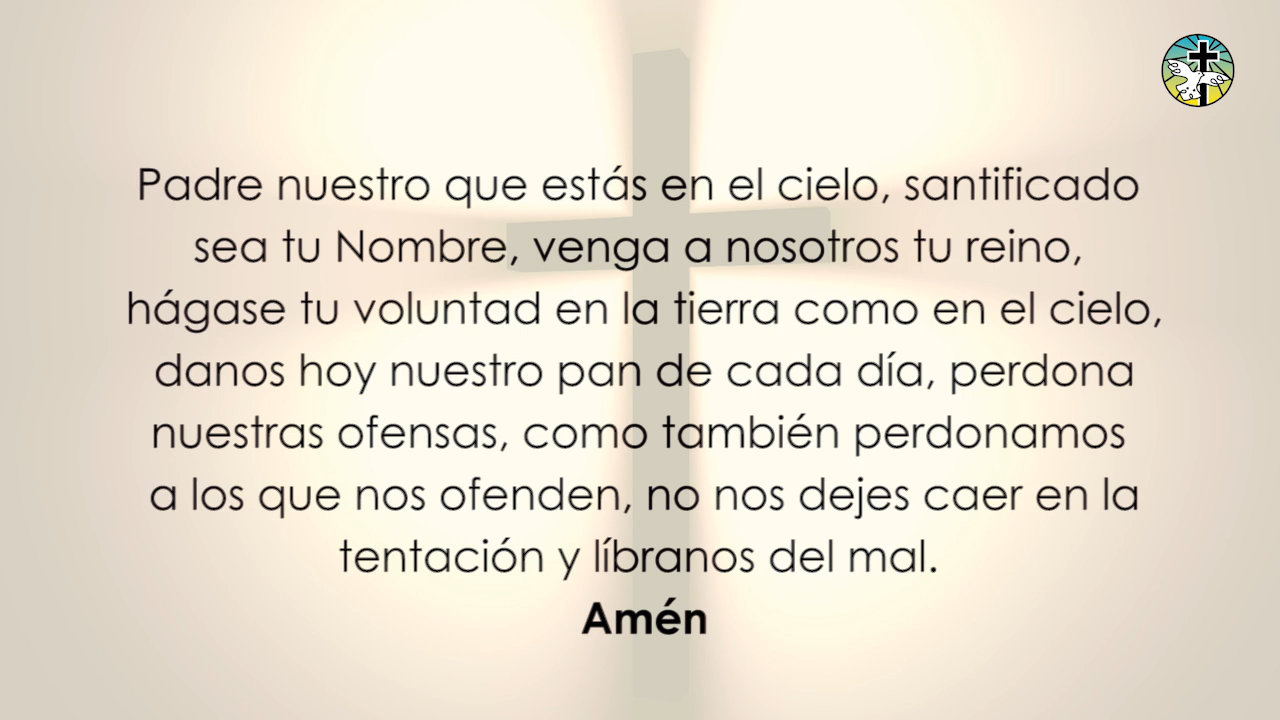 Padre nuestro que estás en el cielo, santificado
sea tu Nombre, venga a nosotros tu reino,
hágase tu voluntad en la tierra como en el cielo,
danos hoy nuestro pan de cada día, perdona
nuestras ofensas, como también perdonamos
a los que nos ofenden, no nos dejes caer en la
tentación y líbranos del mal.
Amén